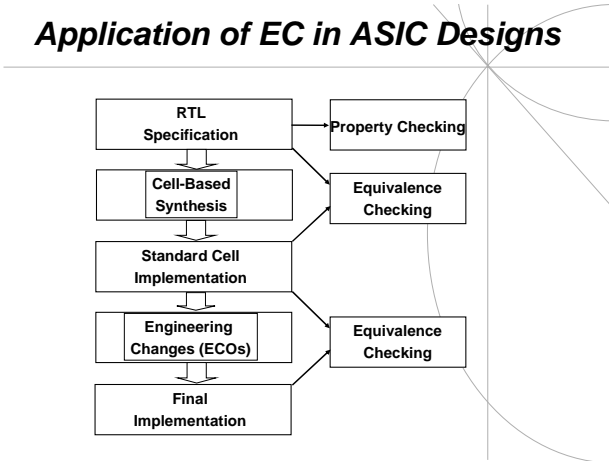 Application of EC in ASIC Designs
RTL
Specification
Property Checking
Cell-Based
Synthesis
Equivalence
Checking
Standard Cell
Implementation
Engineering
Changes (ECOs)
Equivalence
Checking
Final
Implementation